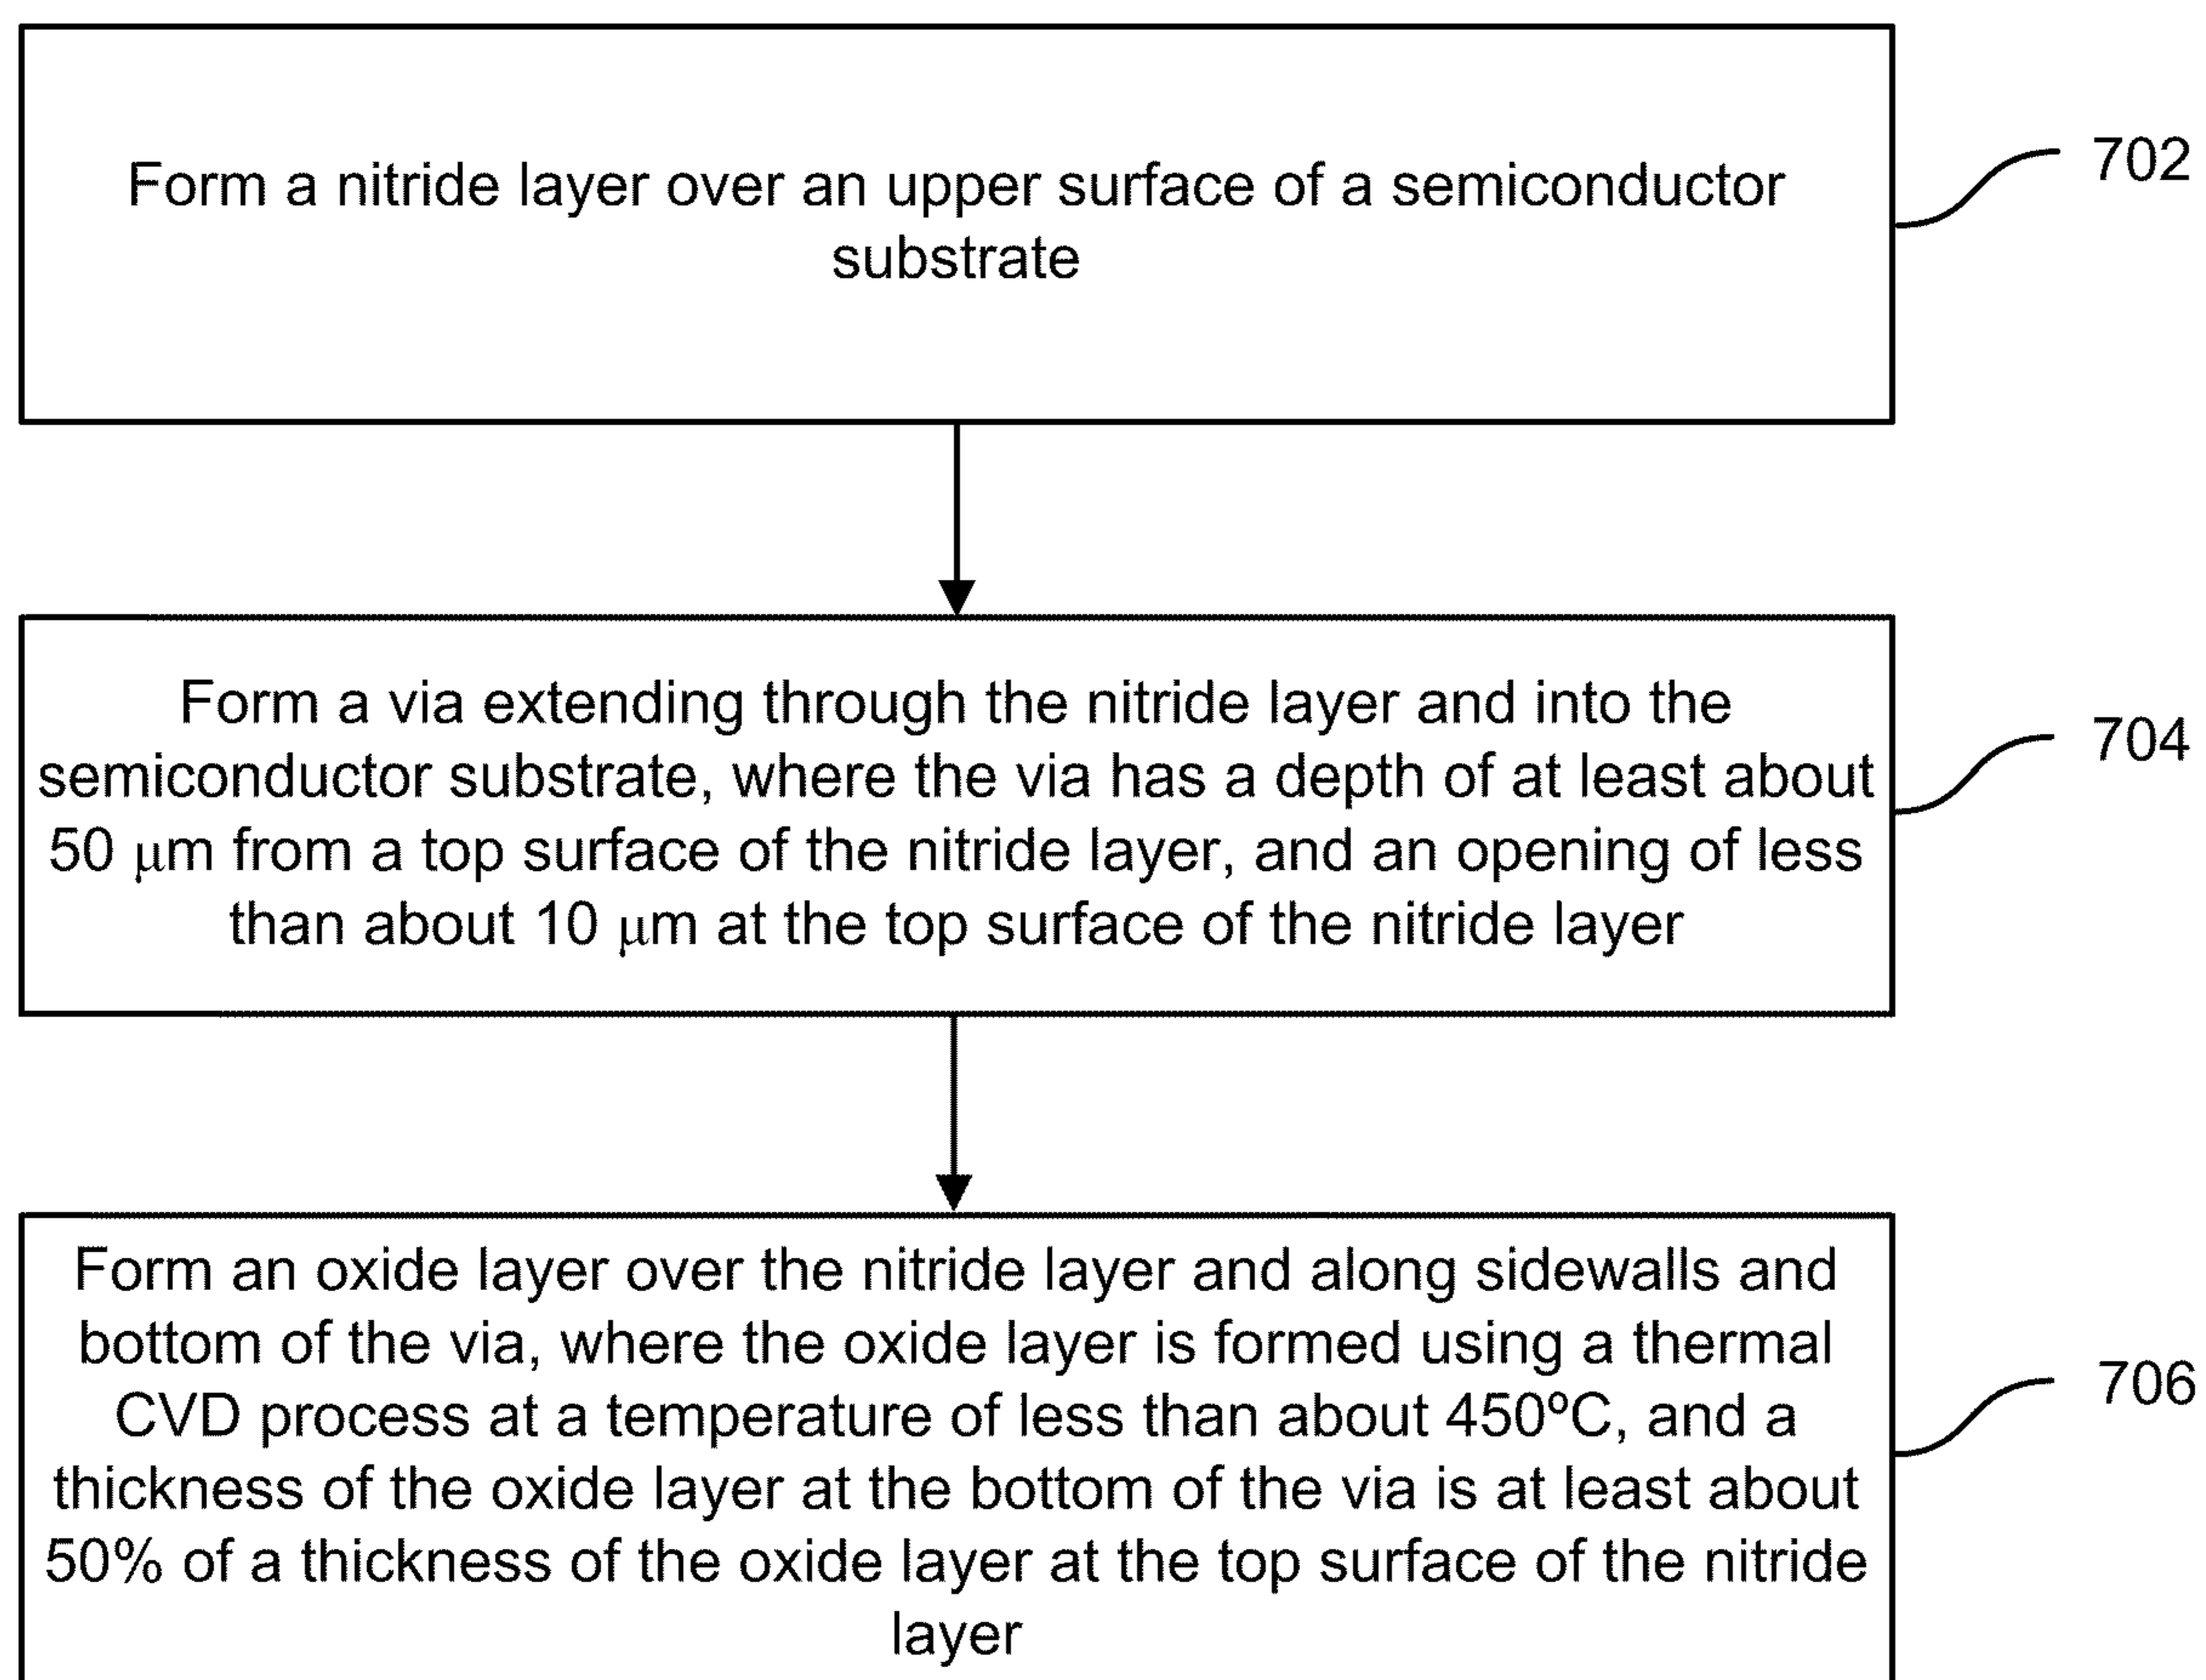 Form a nitride layer over an upper surface of a semiconductor
substrate
702
Form a via extending through the nitride layer and into the
semiconductor substrate, where the via has a depth of at least about
50 μm from a top surface of the nitride layer, and an opening of less
than about 10 μm at the top surface of the nitride layer
704
Form an oxide layer over the nitride layer and along sidewalls and
bottom of the via, where the oxide layer is formed using a thermal
CVD process at a temperature of less than about 450ºC, and a
thickness of the oxide layer at the bottom of the via is at least about
50% of a thickness of the oxide layer at the top surface of the nitride
layer
706